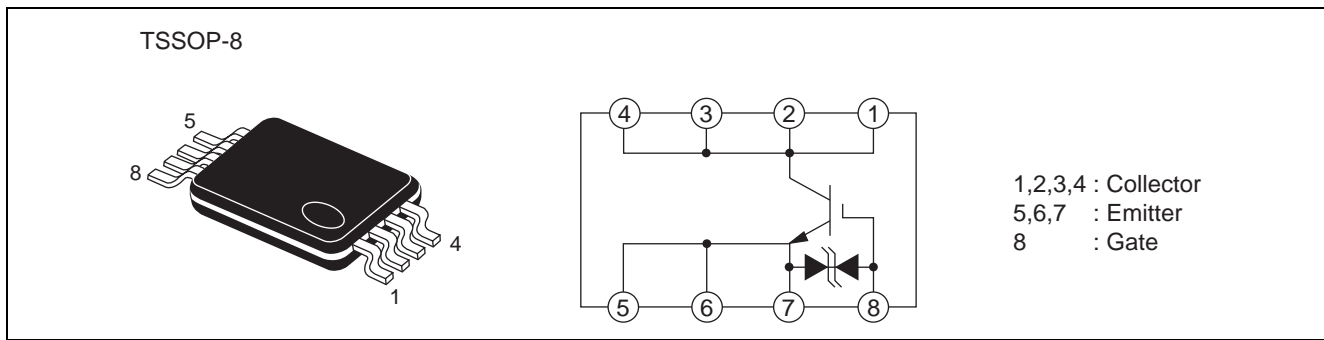 TSSOP-8
5
8
4
1
4 3 2 1
5 6 7 8
1,2,3,4 : Collector
5,6,7 : Emitter
8 : Gate